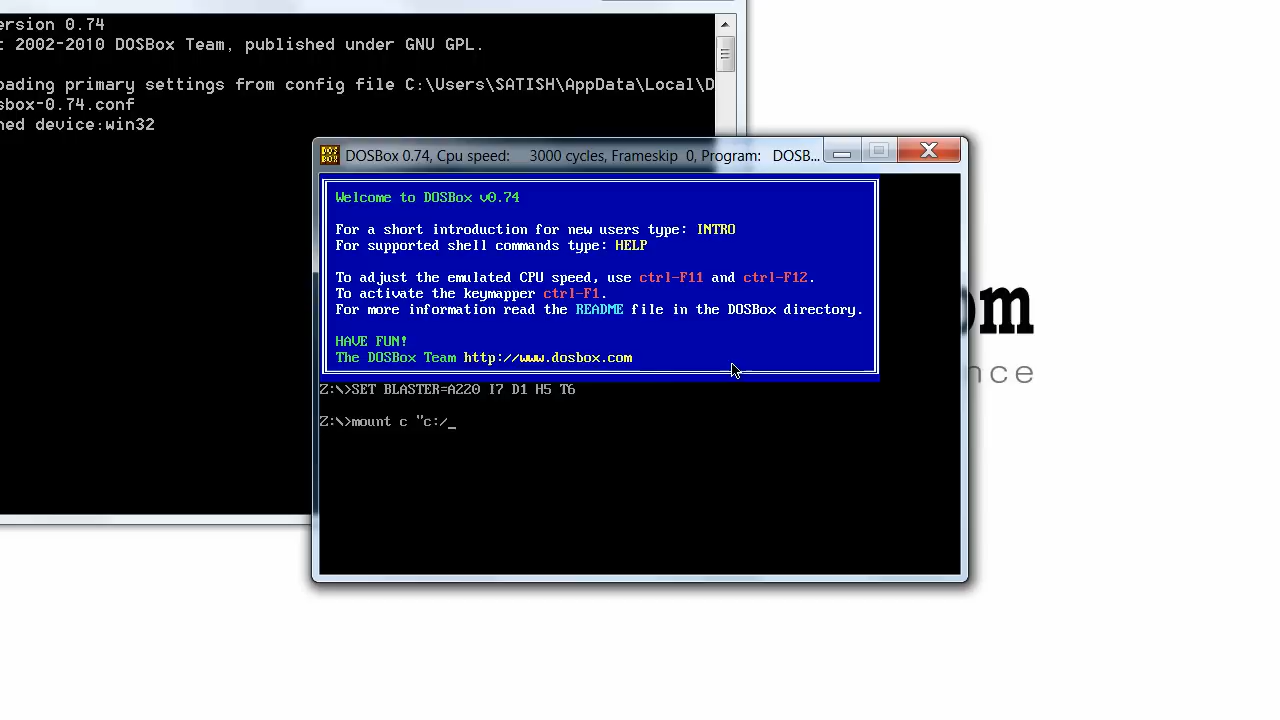 ersion 0.74
t 2002-2010 DOSBox Team, published under GNU GPL.
oading primary settings from config file C:\Users\SATISH\AppData\Local\D
sbox-0.74.conf
ned device:win32
DOS BOX
DOSBox 0.74, Cpu speed: 3000 cycles, Frameskip 0, Program: DOSB...
Welcome to DOSBox v0.74
For a short introduction for new users type: INTRO
For supported shell commands type: HELP
To adjust the emulated CPU speed, use ctrl-F11 and ctrl-F12.
To activate the keymapper ctrl-F1.
For more information read the README file in the DOSBox directory.
HAVE FUN!
The DOSBox Team http://www.dosbox.com
Z:\>SET BLASTER=A220 I7 D1 H5 T6
Z:\>mount c "c:/_
om
nce